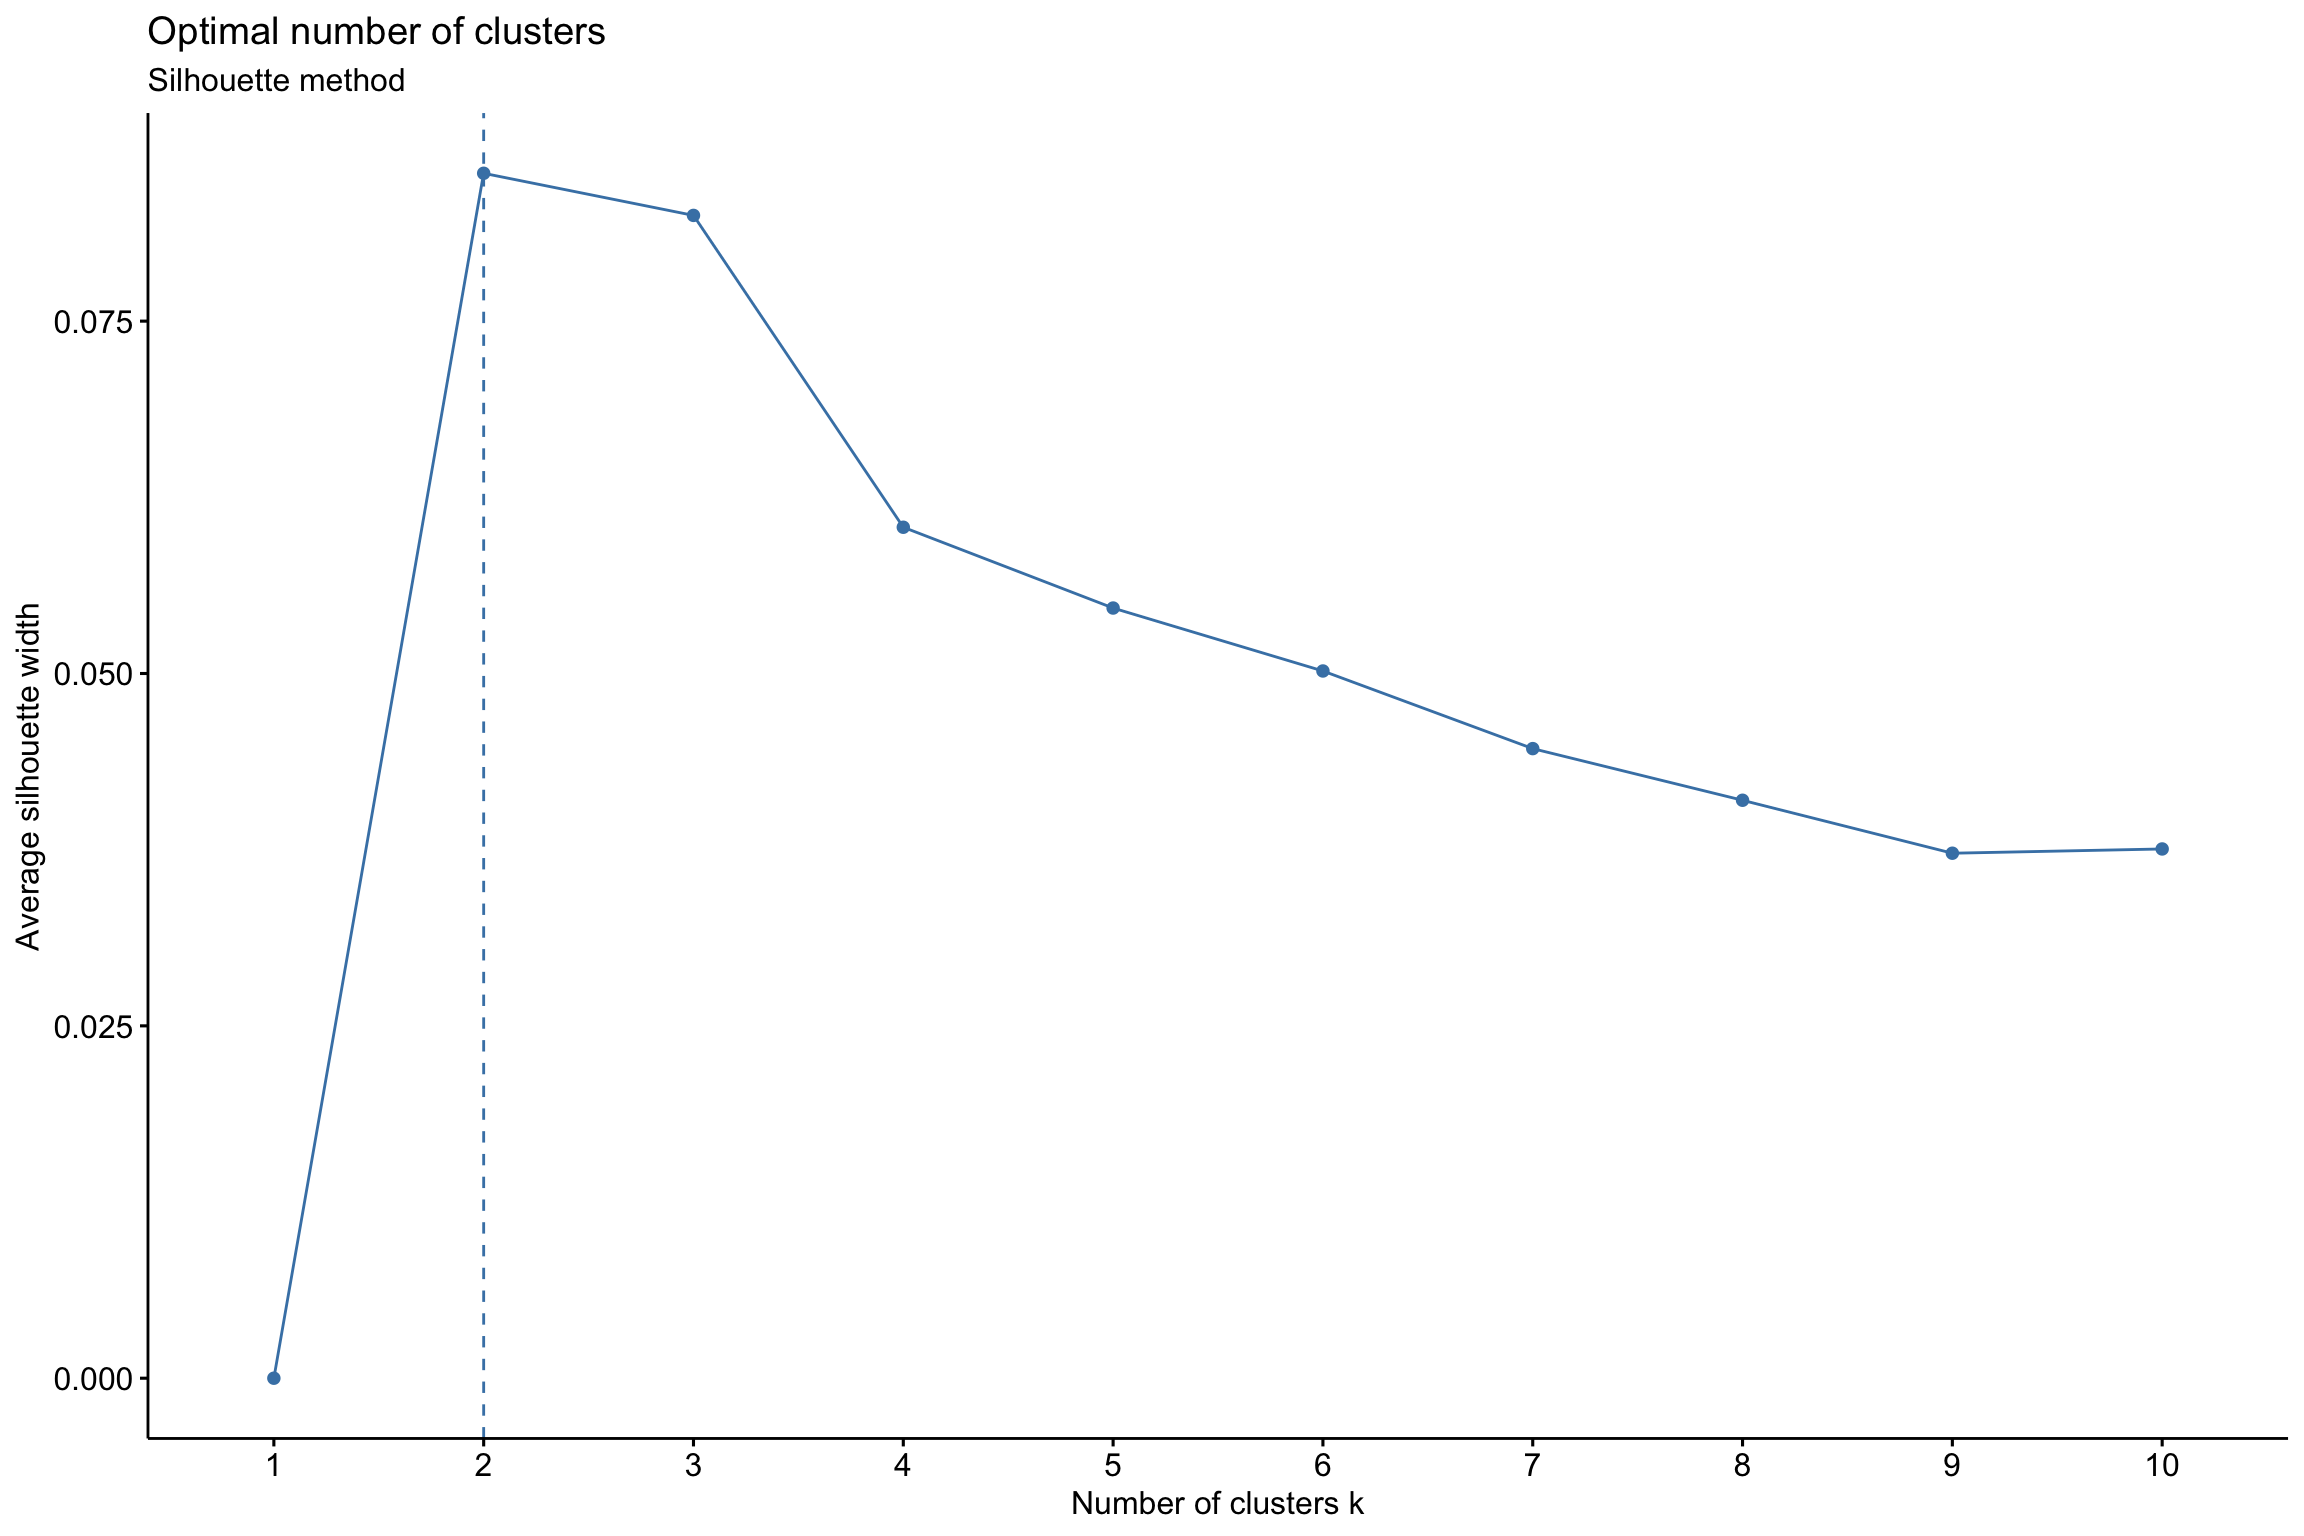 Optimal number of clusters
Silhouette method
Average silhouette width
0.075
0.050
0.025
0.000
1 2 3 4 5 6 7 8 9 10
Number of clusters k